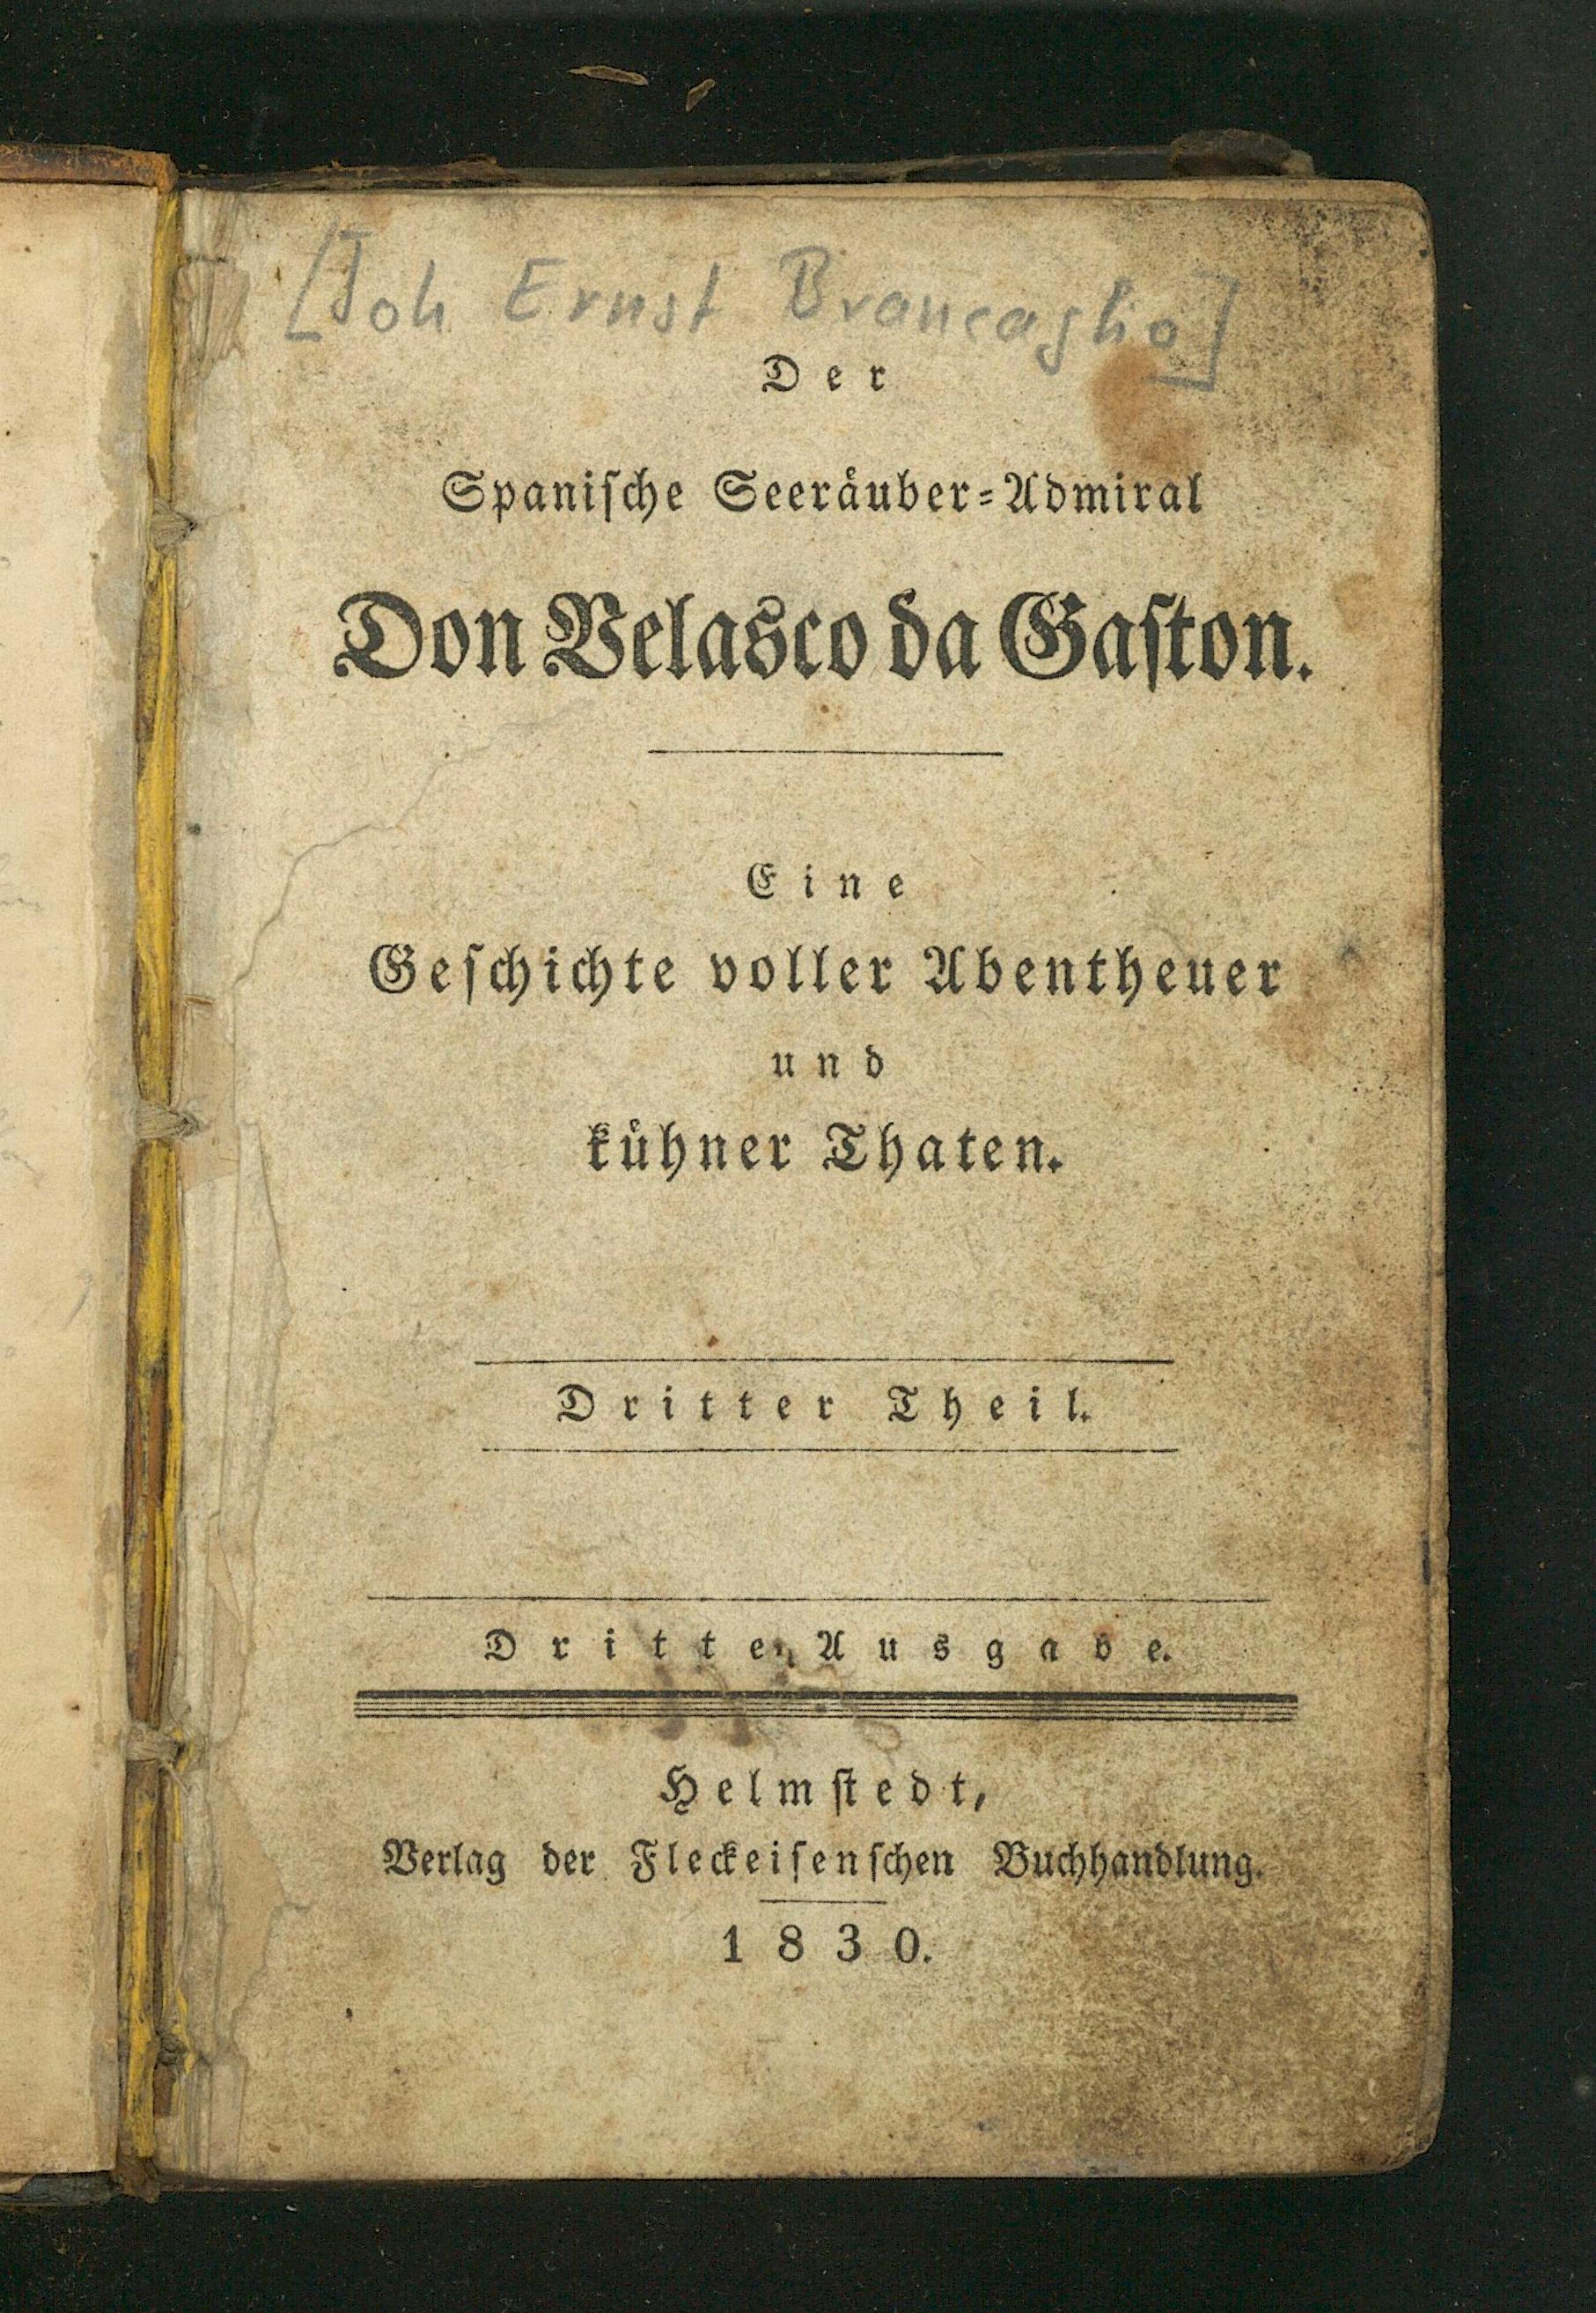 [Joh Ernst Brancaglio]
Der
Spanische Seeräuber-Admiral
Don Velasco da Gaston.
Eine
Geschichte voller Abentheuer
und
kühner Thaten.
Dritter Theil.
Dritte Ausgabe.
Helmstedt,
Verlag der Fleckeisenschen Buchhandlung.
1830.